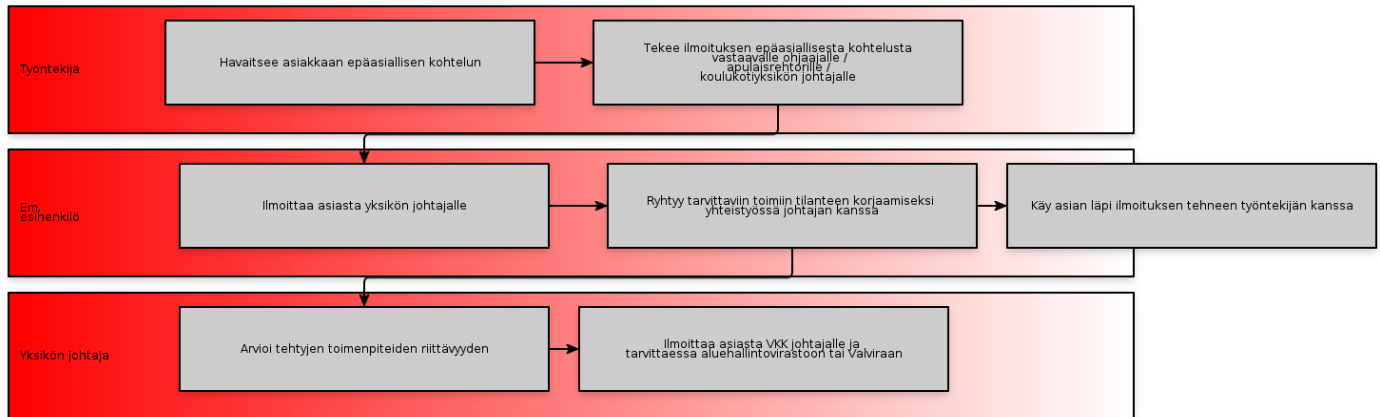 Työntekijä
Havaitsee asiakkaan epäasiallisen kohtelun
Tekee ilmoituksen epäasiallisesta kohtelusta
vastaavalle ohjaajalle /
apulaisrehtorille /
koulukotiyksikön johtajalle
Em.
esihenkilö
Ilmoittaa asiasta yksikön johtajalle
Ryhtyy tarvittaviin toimiin tilanteen korjaamiseksi
yhteistyössä johtajan kanssa
Käy asian läpi ilmoituksen tehneen työntekijän kanssa
Yksikön johtaja
Arvioi tehtyjen toimenpiteiden riittävyyden
Ilmoittaa asiasta VKK johtajalle ja
tarvittaessa aluehallintovirastoon tai Valviraan